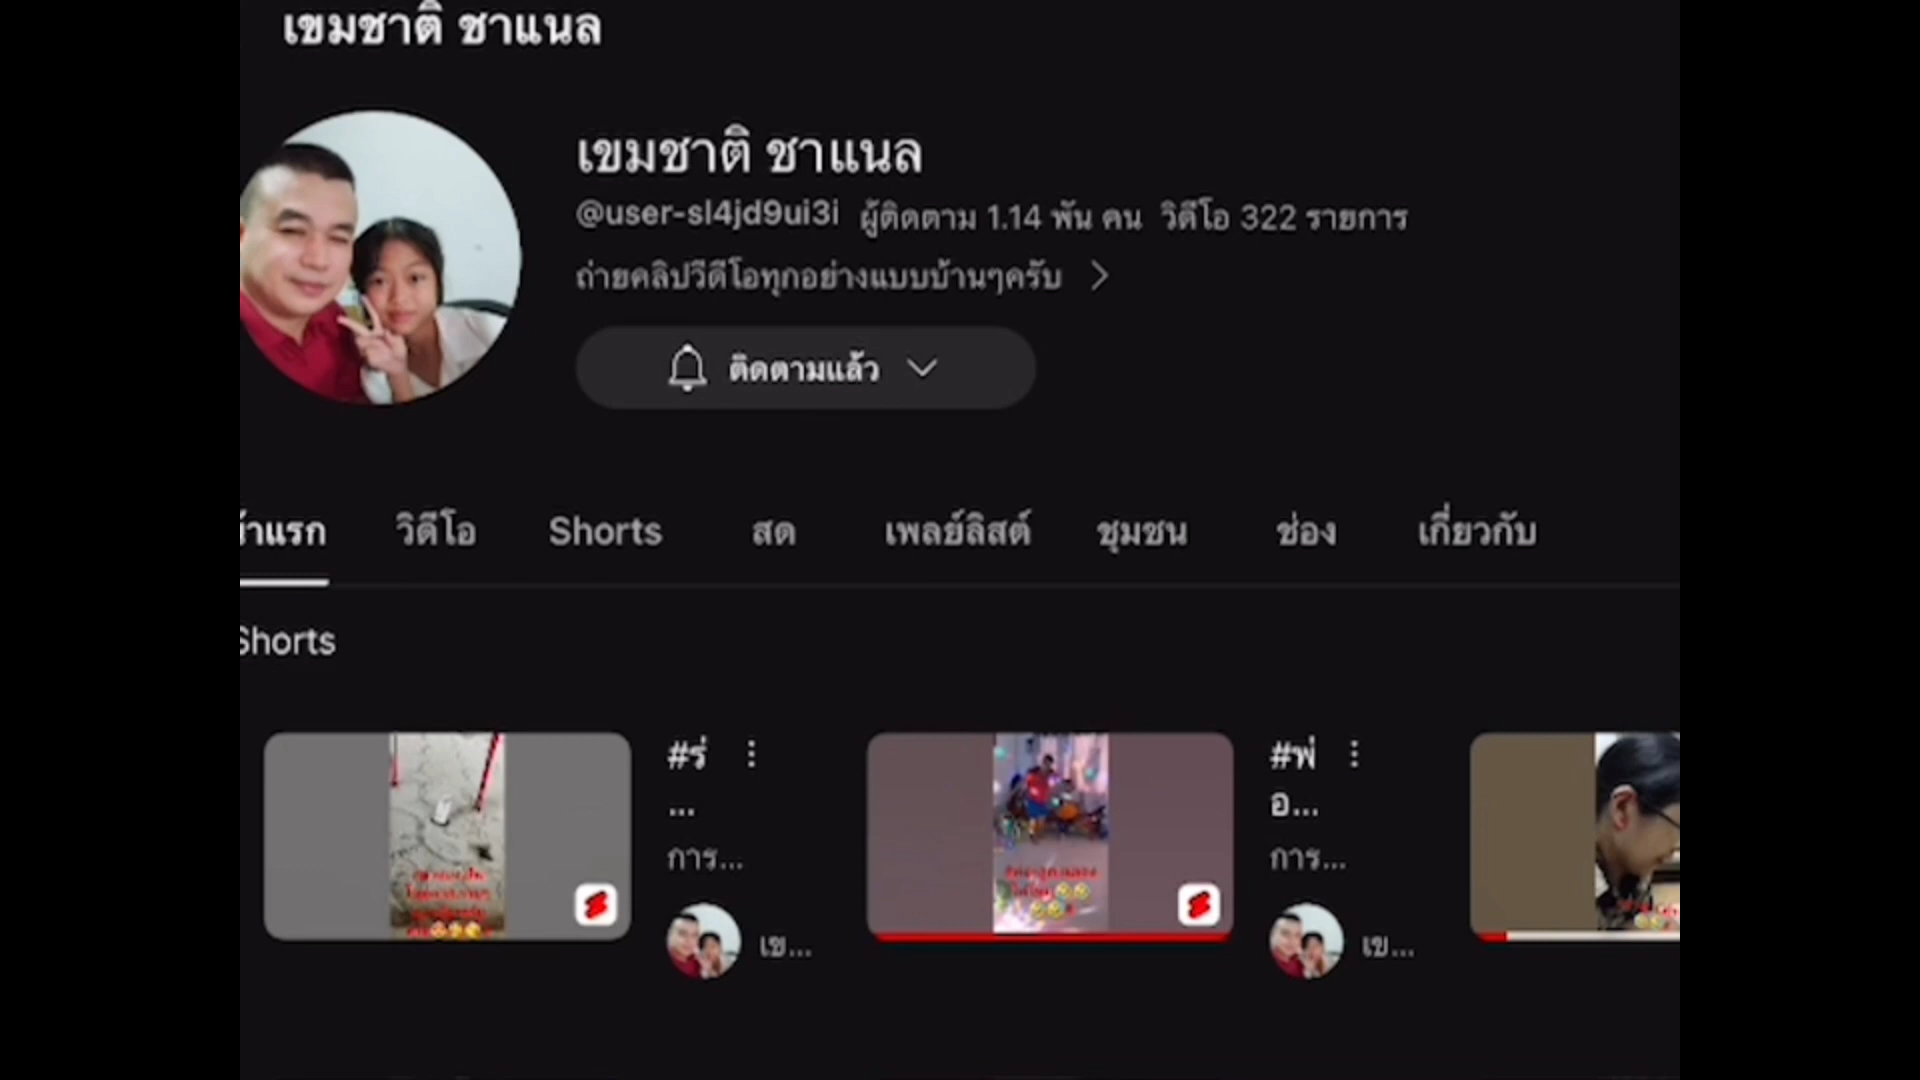 เขมชาติ ชาแนล
เขมชาติ ชาแนล
@user-sl4jd9ui3i ผู้ติดตาม 1.14 พัน คน วิดีโอ 322 รายการ
ถ่ายคลิปวีดีโอทุกอย่างแบบบ้านๆครับ
ติดตามแล้ว
าแรก วิดีโอ Shorts สด เพลย์ลิสต์ ชุมชน ช่อง เกี่ยวกับ
Shorts
#ร่
...
การ...
เข...
#พ่
อ...
การ...
เข...